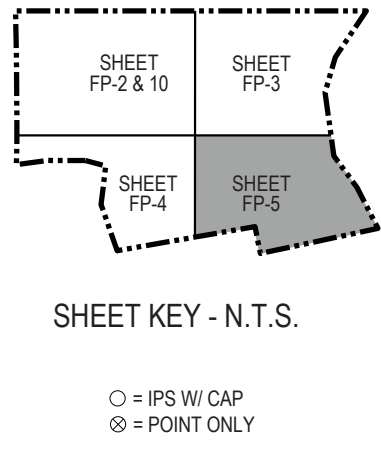 SHEET
FP-2 & 10
SHEET
FP-3
SHEET
FP-4
SHEET
FP-5
SHEET KEY - N.T.S.
○ = IPS W/ CAP
⊗ = POINT ONLY